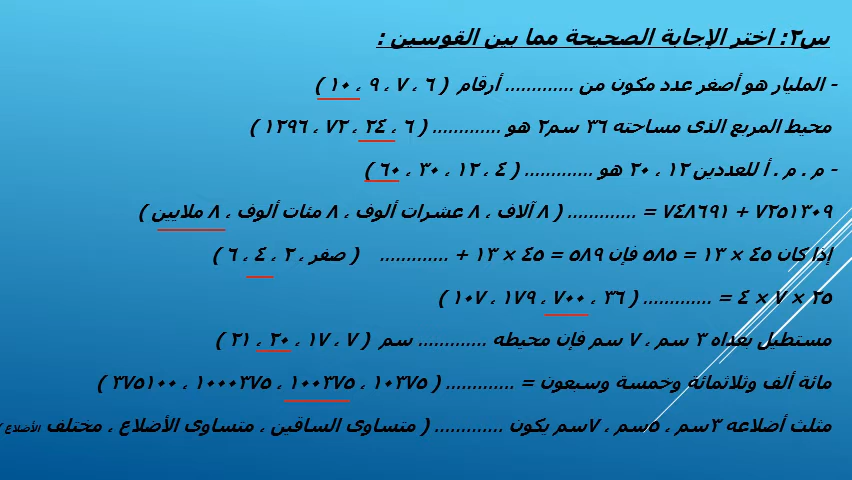 س٢: اختر الإجابة الصحيحة مما بين القوسين :
- المليار هو أصغر عدد مكون من ............. أرقام ( ٦ ، ٧ ، ٩ ، ١٠ )
محيط المربع الذى مساحته ٣٦ سم٢ هو ............. ( ٦ ، ٢٤ ، ٧٢ ، ١٢٩٦ )
- م . م . أ للعددين ١٢ ، ٢٠ هو ............. ( ٤ ، ١٢ ، ٣٠ ، ٦٠ )
٧٢٥١٣٠٩ + ٧٤٨٦٩١ = ............. ( ٨ آلاف ، ٨ عشرات ألوف ، ٨ مئات ألوف ، ٨ ملايين )
إذا كان ٤٥ × ١٣ = ٥٨٥ فإن ٥٨٩ = ٤٥ × ١٣ + ............. ( صفر ، ٢ ، ٤ ، ٦ )
٢٥ × ٧ × ٤ = ............. ( ٣٦ ، ٧٠٠ ، ١٧٩ ، ١٠٧ )
مستطيل بعداه ٣ سم ، ٧ سم فإن محيطه ............. سم ( ٧ ، ١٧ ، ٢٠ ، ٢١ )
مائة ألف وثلاثمائة وخمسة وسبعون = ............. ( ١٠٣٧٥ ، ١٠٠٣٧٥ ، ١٠٠٠٣٧٥ ، ٣٧٥١٠٠ )
مثلث أضلاعه ٣سم ، ٥سم ، ٧سم يكون ............. ( متساوى الساقين ، متساوى الأضلاع ، مختلف الأضلاع )